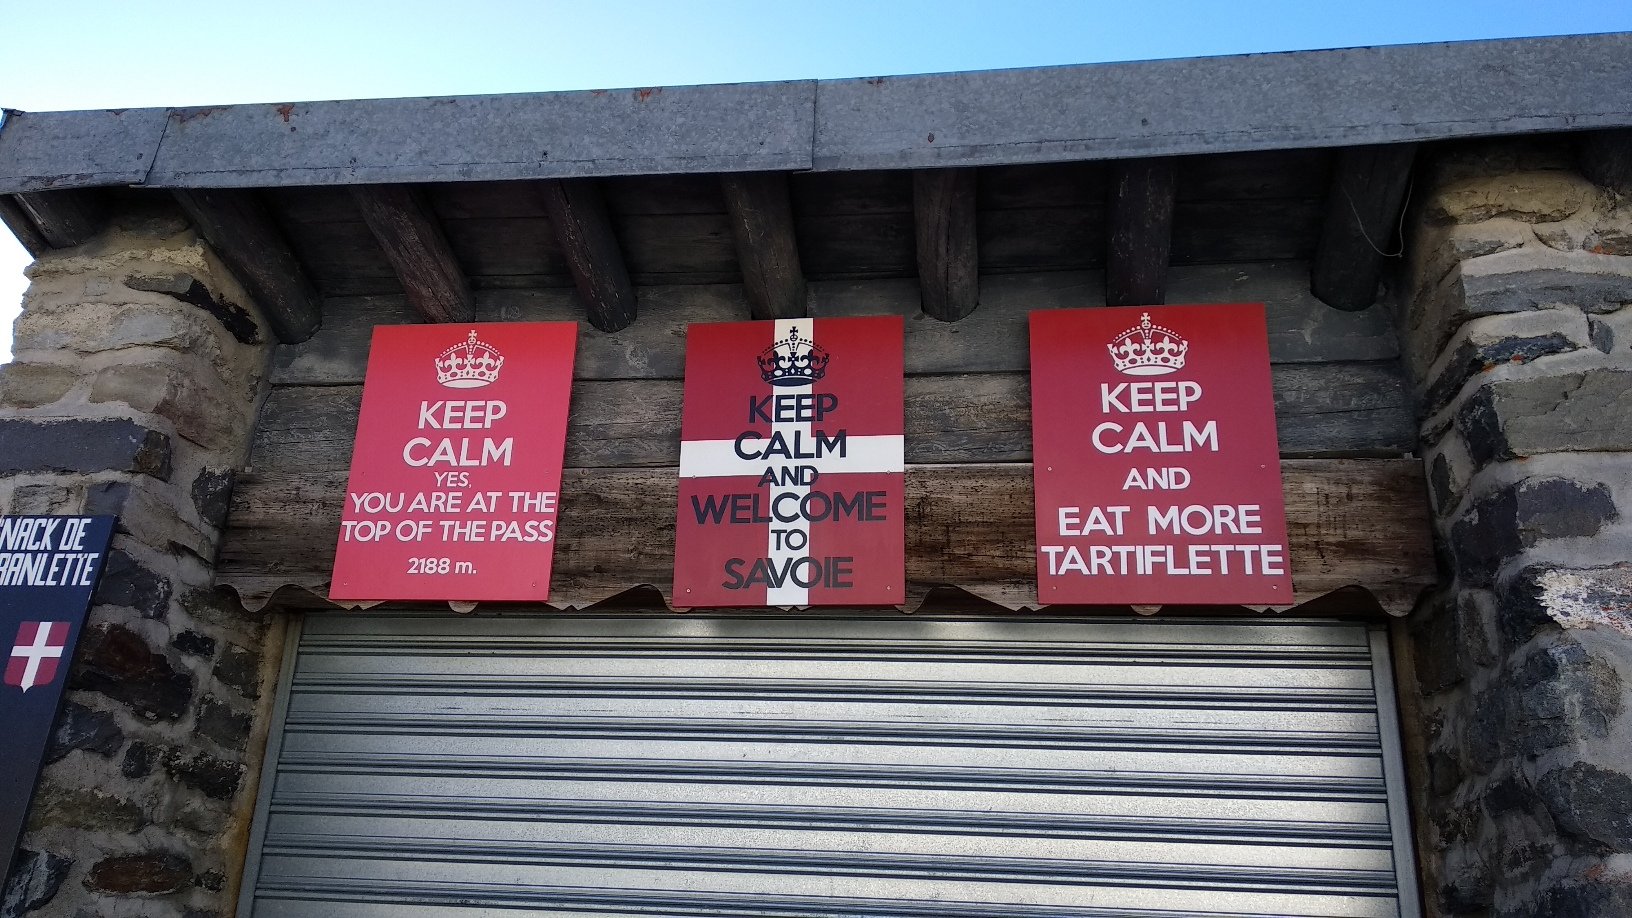 KEEP
CALM
YES,
YOU ARE AT THE
TOP OF THE PASS
2188 m.
KEEP
CALM
AND
WELCOME
TO
SAVOIE
KEEP
CALM
AND
EAT MORE
TARTIFLETTE
DE